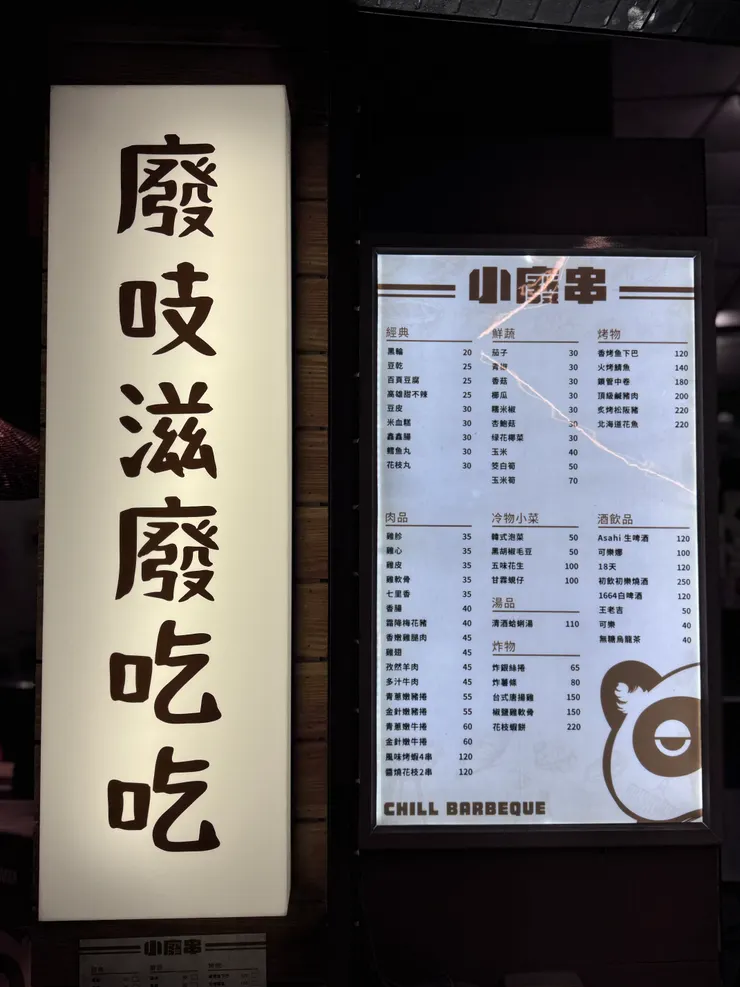 廢吱滋廢吃吃
小廢串
經典
黑輪 20
豆乾 25
百頁豆腐 25
高雄甜不辣 25
豆皮 30
米血糕 30
鑫鑫腸 30
鱈魚丸 30
花枝丸 30
鮮蔬
茄子 30
青椒 30
香菇 30
櫛瓜 30
糯米椒 30
杏鮑菇 30
绿花椰菜 30
玉米 40
茭白筍 50
玉米筍 70
烤物
香烤魚下巴 120
火烤鯖魚 140
鎖管中卷 180
頂級鹹豬肉 200
炙烤松阪豬 220
北海道花魚 220
肉品
雞胗 35
雞心 35
雞皮 35
雞軟骨 35
七里香 35
香腸 40
霜降梅花豬 40
香嫩雞腿肉 45
雞翅 45
孜然羊肉 45
多汁牛肉 45
青蔥嫩豬捲 55
金針嫩豬捲 55
青蔥嫩牛捲 60
金針嫩牛捲 60
風味烤蝦4串 120
醬燒花枝2串 120
冷物小菜
韓式泡菜 50
黑胡椒毛豆 50
五味花生 100
甘霖蜆仔 100
湯品
清酒蛤蜊湯 110
炸物
炸銀絲捲 65
炸薯條 80
台式唐揚雞 150
椒鹽雞軟骨 150
花枝蝦餅 220
酒飲品
Asahi 生啤酒 120
可樂娜 100
18天 120
初飲初樂燒酒 250
1664白啤酒 120
王老吉 50
可樂 40
無糖烏龍茶 40
CHILL BARBEQUE
小廢串